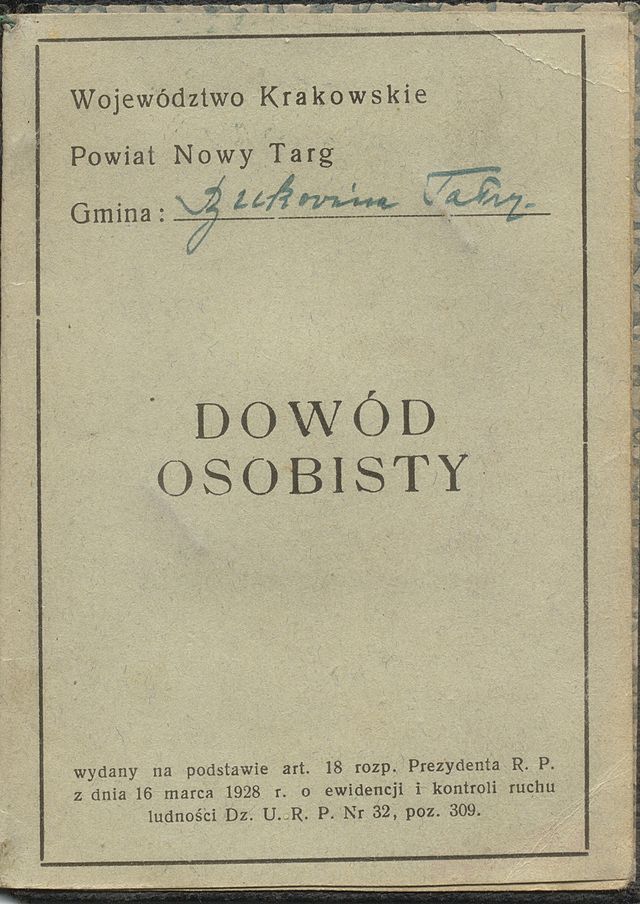 Województwo Krakowskie
Powiat Nowy Targ
Gmina: Bukovina Tatrz.
DOWÓD
OSOBISTY
wydany na podstawie art. 18 rozp. Prezydenta R. P.
z dnia 16 marca 1928 r. o ewidencji i kontroli ruchu
ludności Dz. U. R. P. Nr 32, poz. 309.